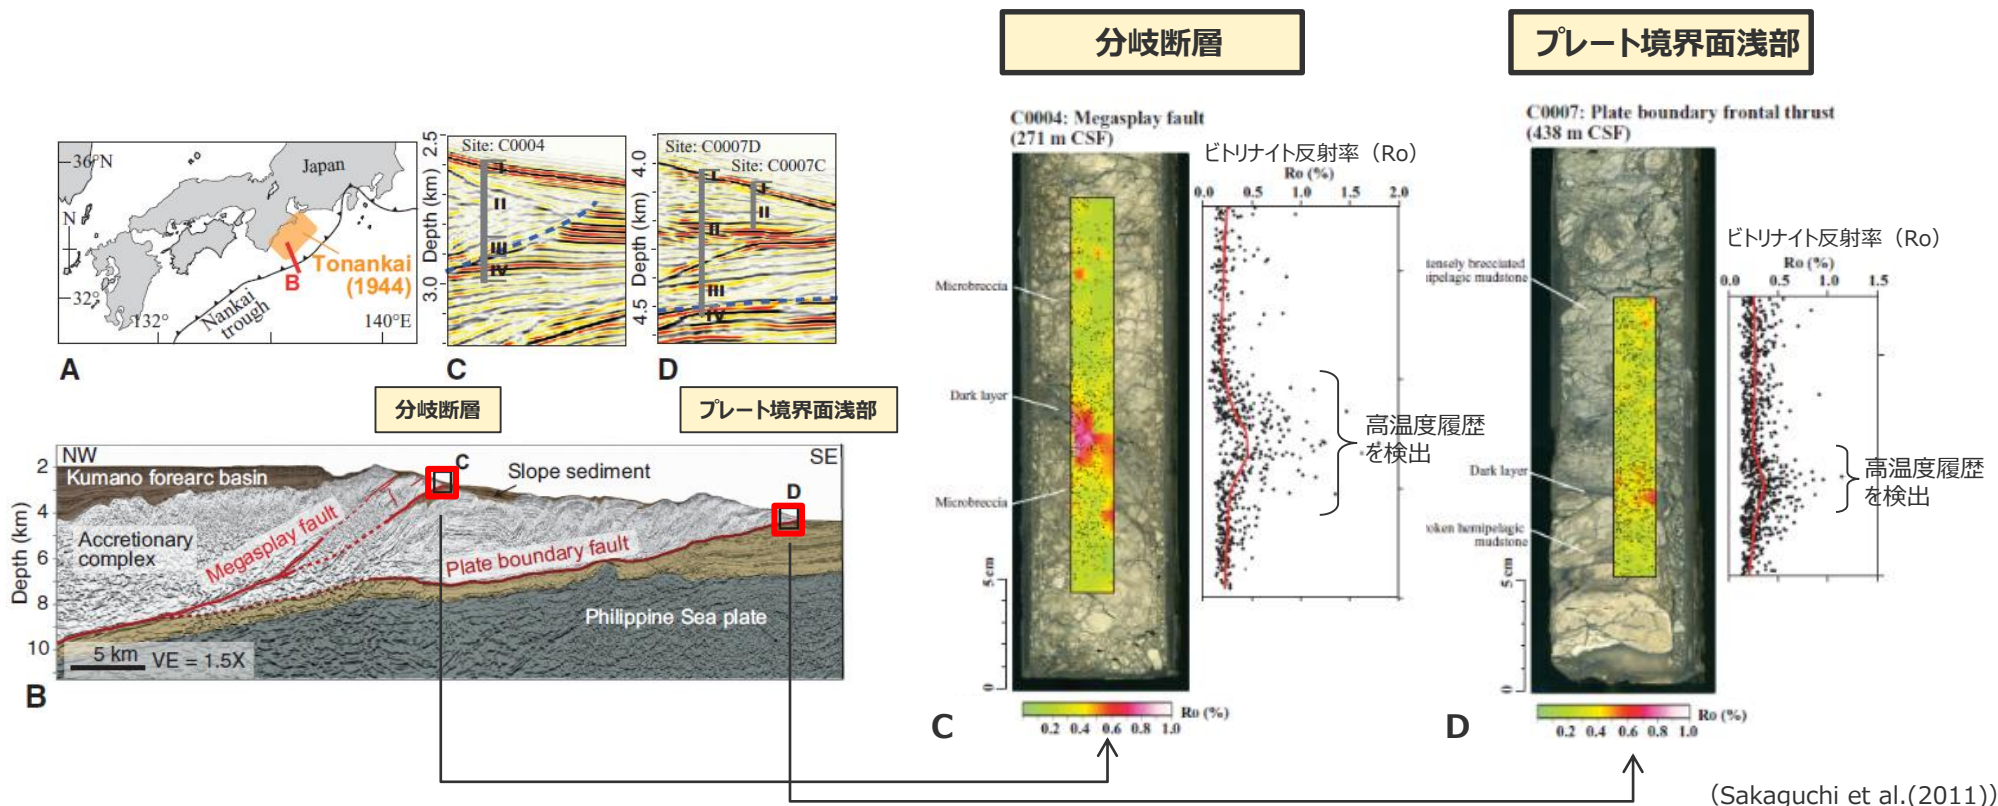 分岐断層
プレート境界面浅部
36°N
Japan
N
Tonankai
(1944)
B
32°
Nankai
trough
132°
140°E
A
2.5
Depth (km)
3.0
Site: C0004
I
II
III
IV
C
4.0
Depth (km)
4.5
Site: C0007D
Site: C0007C
I
I
II
II
III
IV
D
分岐断層
プレート境界面浅部
NW
SE
Kumano forearc basin
C
Slope sediment
D
Megasplay fault
Accretionary
complex
Plate boundary fault
Philippine Sea plate
Depth (km)
2
4
6
8
10
5 km VE = 1.5X
B
C0004: Megasplay fault
(271 m CSF)
ビトリナイト反射率（Ro）
Ro (%)
0.0 0.5 1.0 1.5 2.0
Microbreccia
Dark layer
Microbreccia
高温度履歴
を検出
5 cm
0
Ro (%)
0.2 0.4 0.6 0.8 1.0
C
C0007: Plate boundary frontal thrust
(438 m CSF)
ビトリナイト反射率（Ro）
Ro (%)
0.0 0.5 1.0 1.5
tensely brecciated
ipelagic mudstone
Dark layer
oken hemipelagic
mudstone
高温度履歴
を検出
5 cm
0
Ro (%)
0.2 0.4 0.6 0.8 1.0
D
（Sakaguchi et al.(2011)）